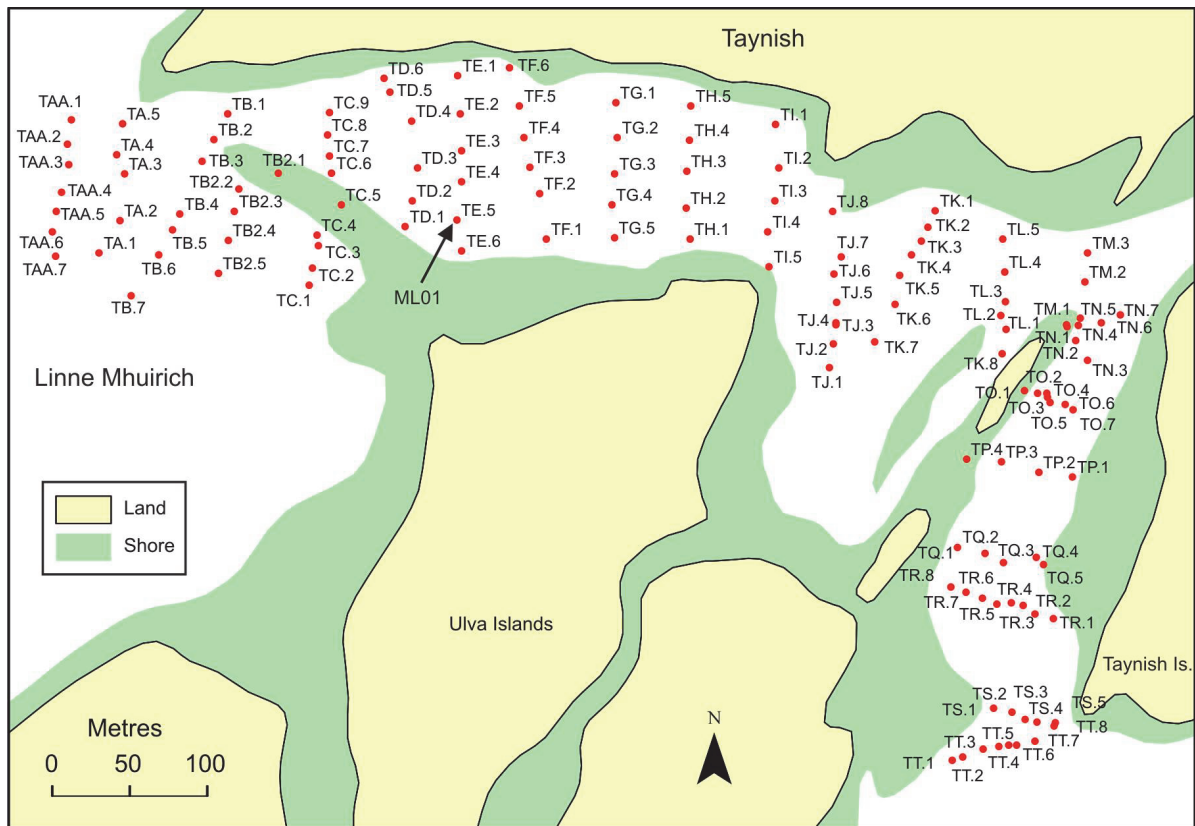 Taynish
TD.6
TE.1
TF.6
TD.5
TAA.1
TA.5
TB.1
TC.9
TD.4
TE.2
TF.5
TG.1
TH.5
TI.1
TAA.2
TA.4
TB.2
TC.8
TE.3
TF.4
TG.2
TH.4
TAA.3
TA.3
TB.3
TB2.1
TC.7
TC.6
TD.3
TE.4
TF.3
TG.3
TH.3
TI.2
TAA.4
TB2.2
TC.5
TD.2
TF.2
TG.4
TH.2
TI.3
TAA.5
TA.2
TB.4
TB2.3
TD.1
TE.5
TI.4
TJ.8
TK.1
TAA.6
TA.1
TB.5
TB2.4
TC.4
TE.6
TF.1
TG.5
TH.1
TK.2
TL.5
TAA.7
TB.6
TB2.5
TC.3
TC.2
TI.5
TJ.7
TK.3
TM.3
TB.7
TC.1
ML01
TJ.6
TK.4
TL.4
TM.2
TJ.5
TK.5
TL.3
TJ.4
TJ.3
TK.6
TL.2
TL.1
TM.1
TN.5
TN.7
TN.6
TJ.2
TK.7
TN.1
TN.4
TJ.1
TK.8
TN.2
TN.3
Linne Mhuirich
TO.2
TO.1
TO.4
TO.3
TO.6
TO.5
TO.7
TP.4
TP.3
TP.2
TP.1
Land
Shore
TQ.2
TQ.1
TQ.3
TQ.4
TR.8
TR.6
TQ.5
TR.7
TR.4
TR.5
TR.2
TR.3
TR.1
Ulva Islands
Taynish Is.
TS.2
TS.3
TS.1
TS.4
TS.5
Metres
N
TT.5
TT.8
TT.3
TT.7
0 50 100
TT.1
TT.6
TT.2
TT.4